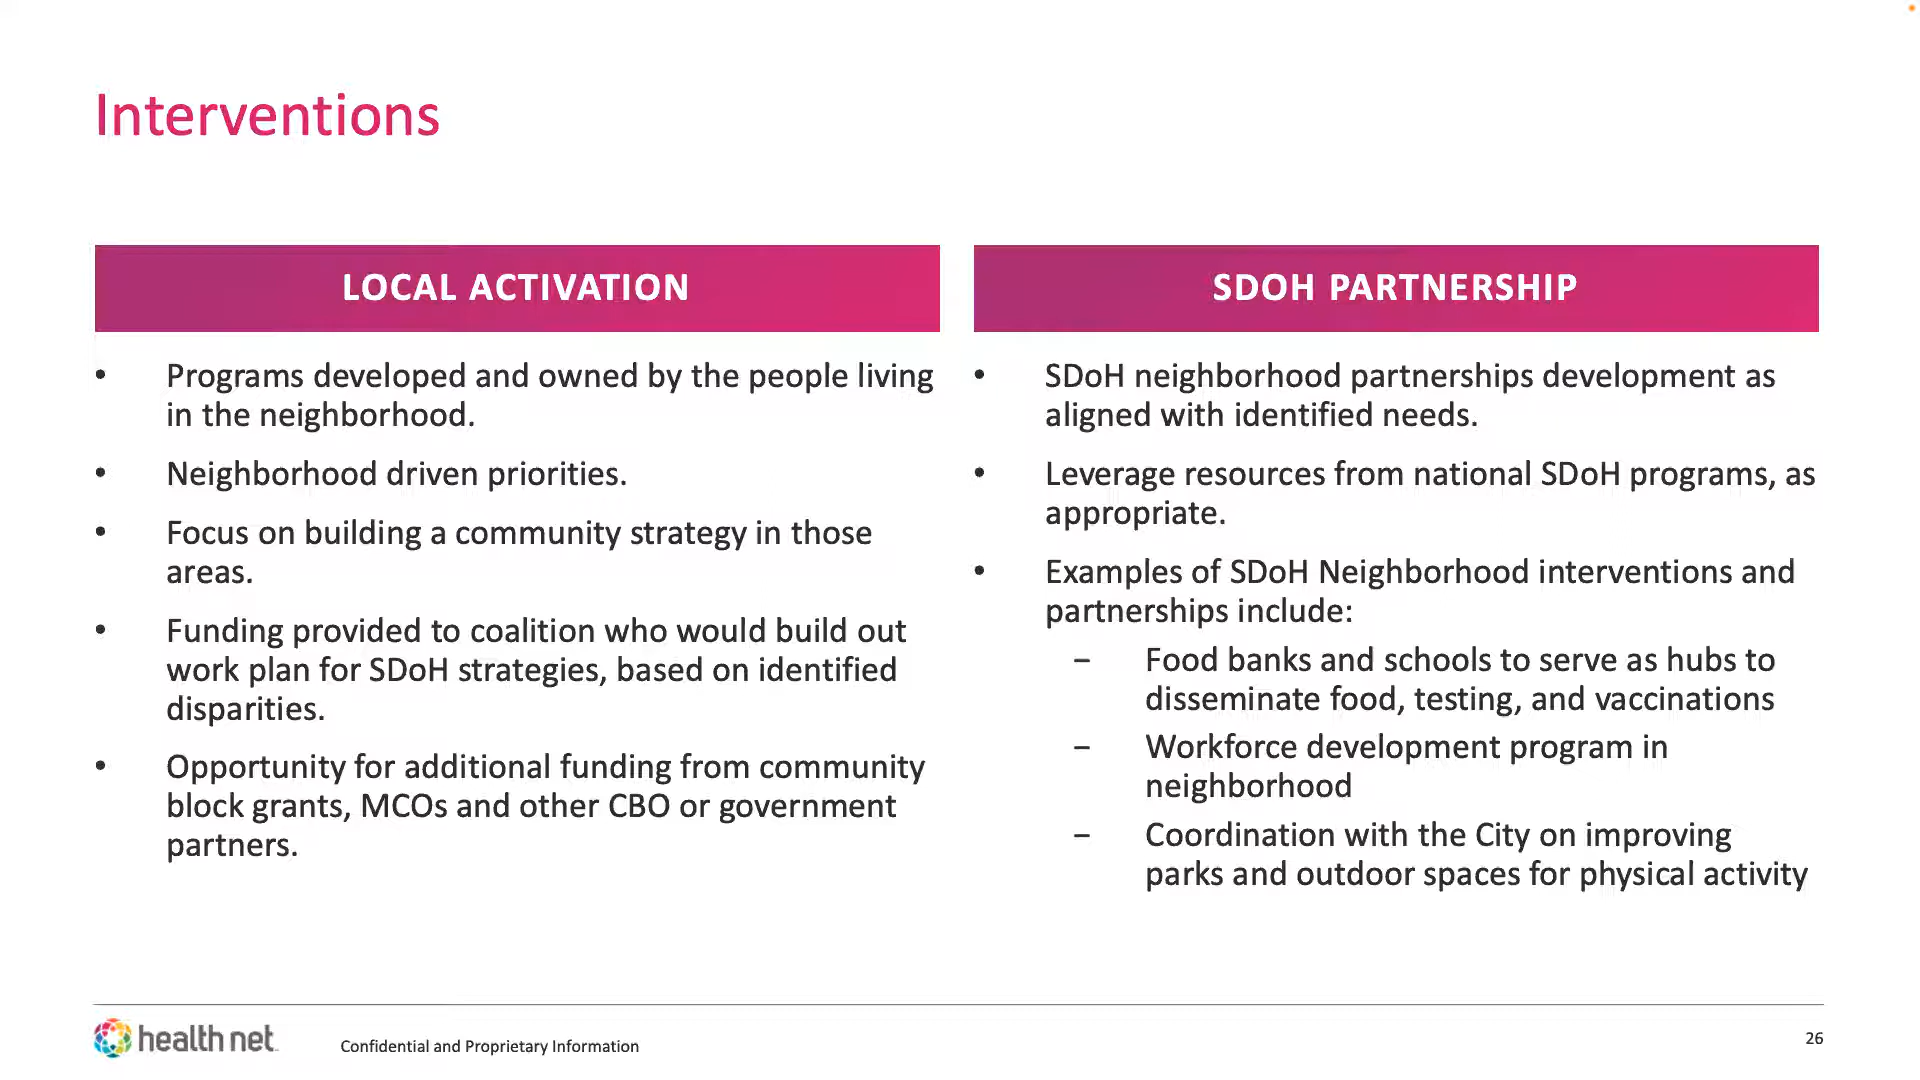 Interventions
LOCAL ACTIVATION
• Programs developed and owned by the people living
in the neighborhood.
• Neighborhood driven priorities.
• Focus on building a community strategy in those
areas.
• Funding provided to coalition who would build out
work plan for SDoH strategies, based on identified
disparities.
• Opportunity for additional funding from community
block grants, MCOs and other CBO or government
partners.
SDOH PARTNERSHIP
• SDoH neighborhood partnerships development as
aligned with identified needs.
• Leverage resources from national SDoH programs, as
appropriate.
• Examples of SDoH Neighborhood interventions and
partnerships include:
– Food banks and schools to serve as hubs to
disseminate food, testing, and vaccinations
– Workforce development program in
neighborhood
– Coordination with the City on improving
parks and outdoor spaces for physical activity
health net
Confidential and Proprietary Information
26